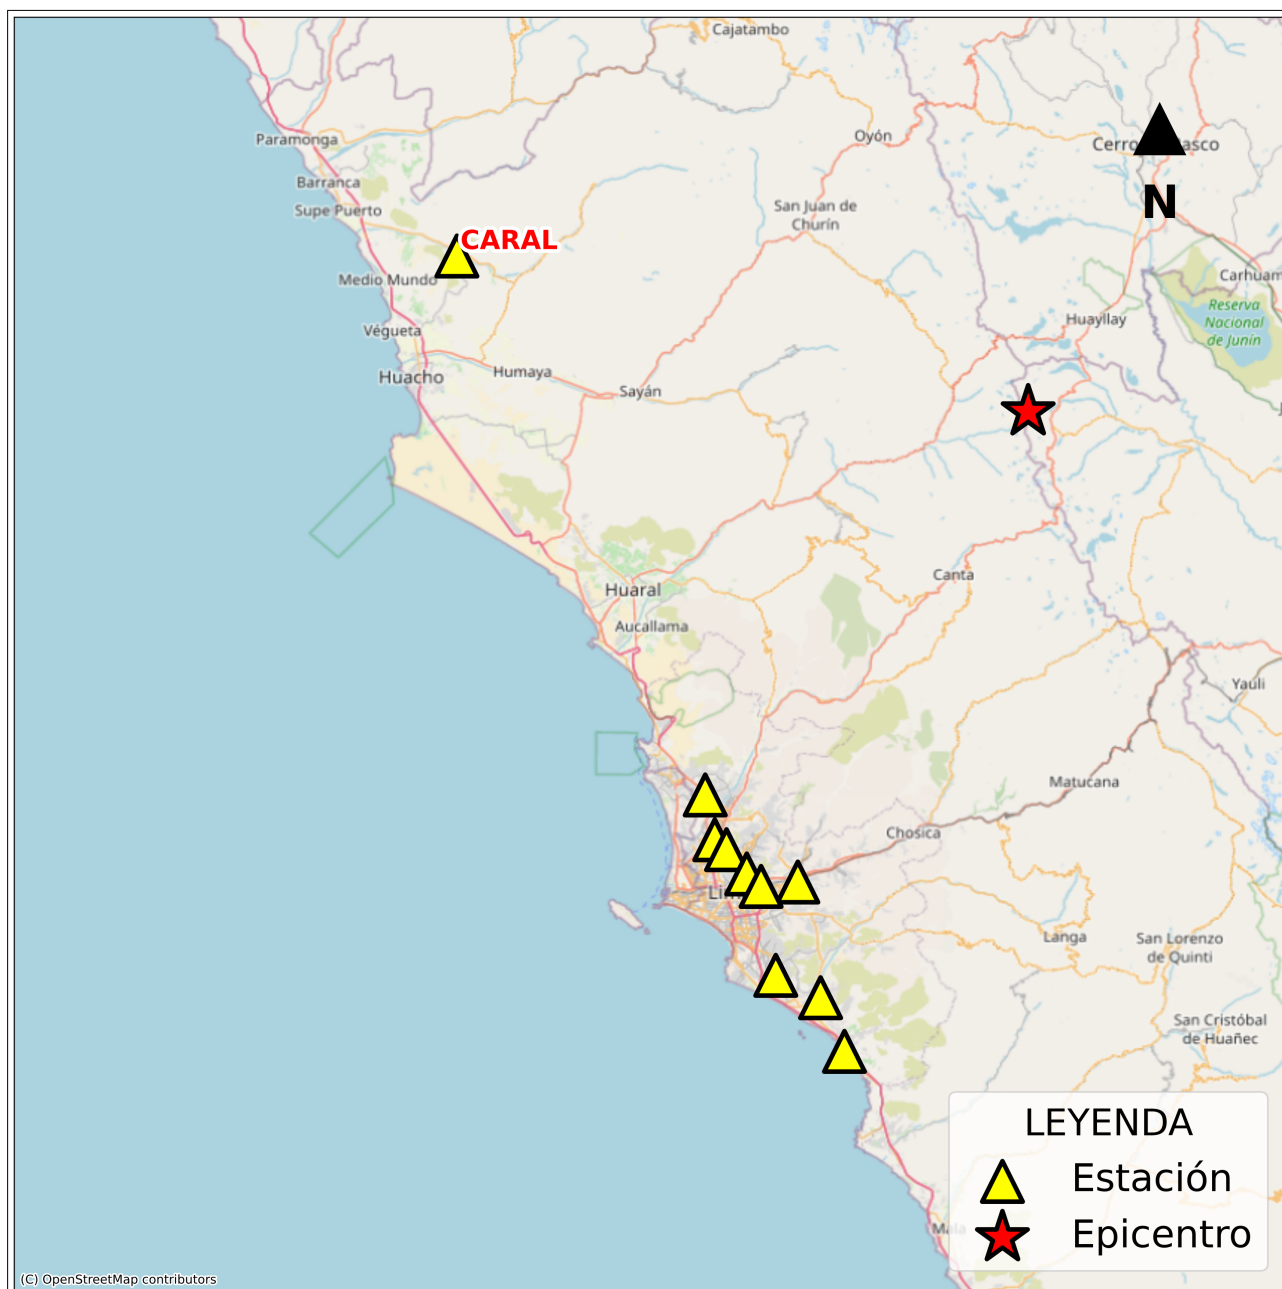 Cajatambo
Paramonga
Oyón
Barranca
Supe Puerto
San Juan de
Churín
N
CARAL
Medio Mundo
Carhuam
Reserva
Nacional
de Junín
Huayllay
Végueta
Huacho
Humaya
Sayán
Canta
Huaral
Aucallama
Yauli
Matucana
Chosica
Langa
San Lorenzo
de Quinti
San Cristóbal
de Huañec
LEYENDA
Estación
Epicentro
(C) OpenStreetMap contributors